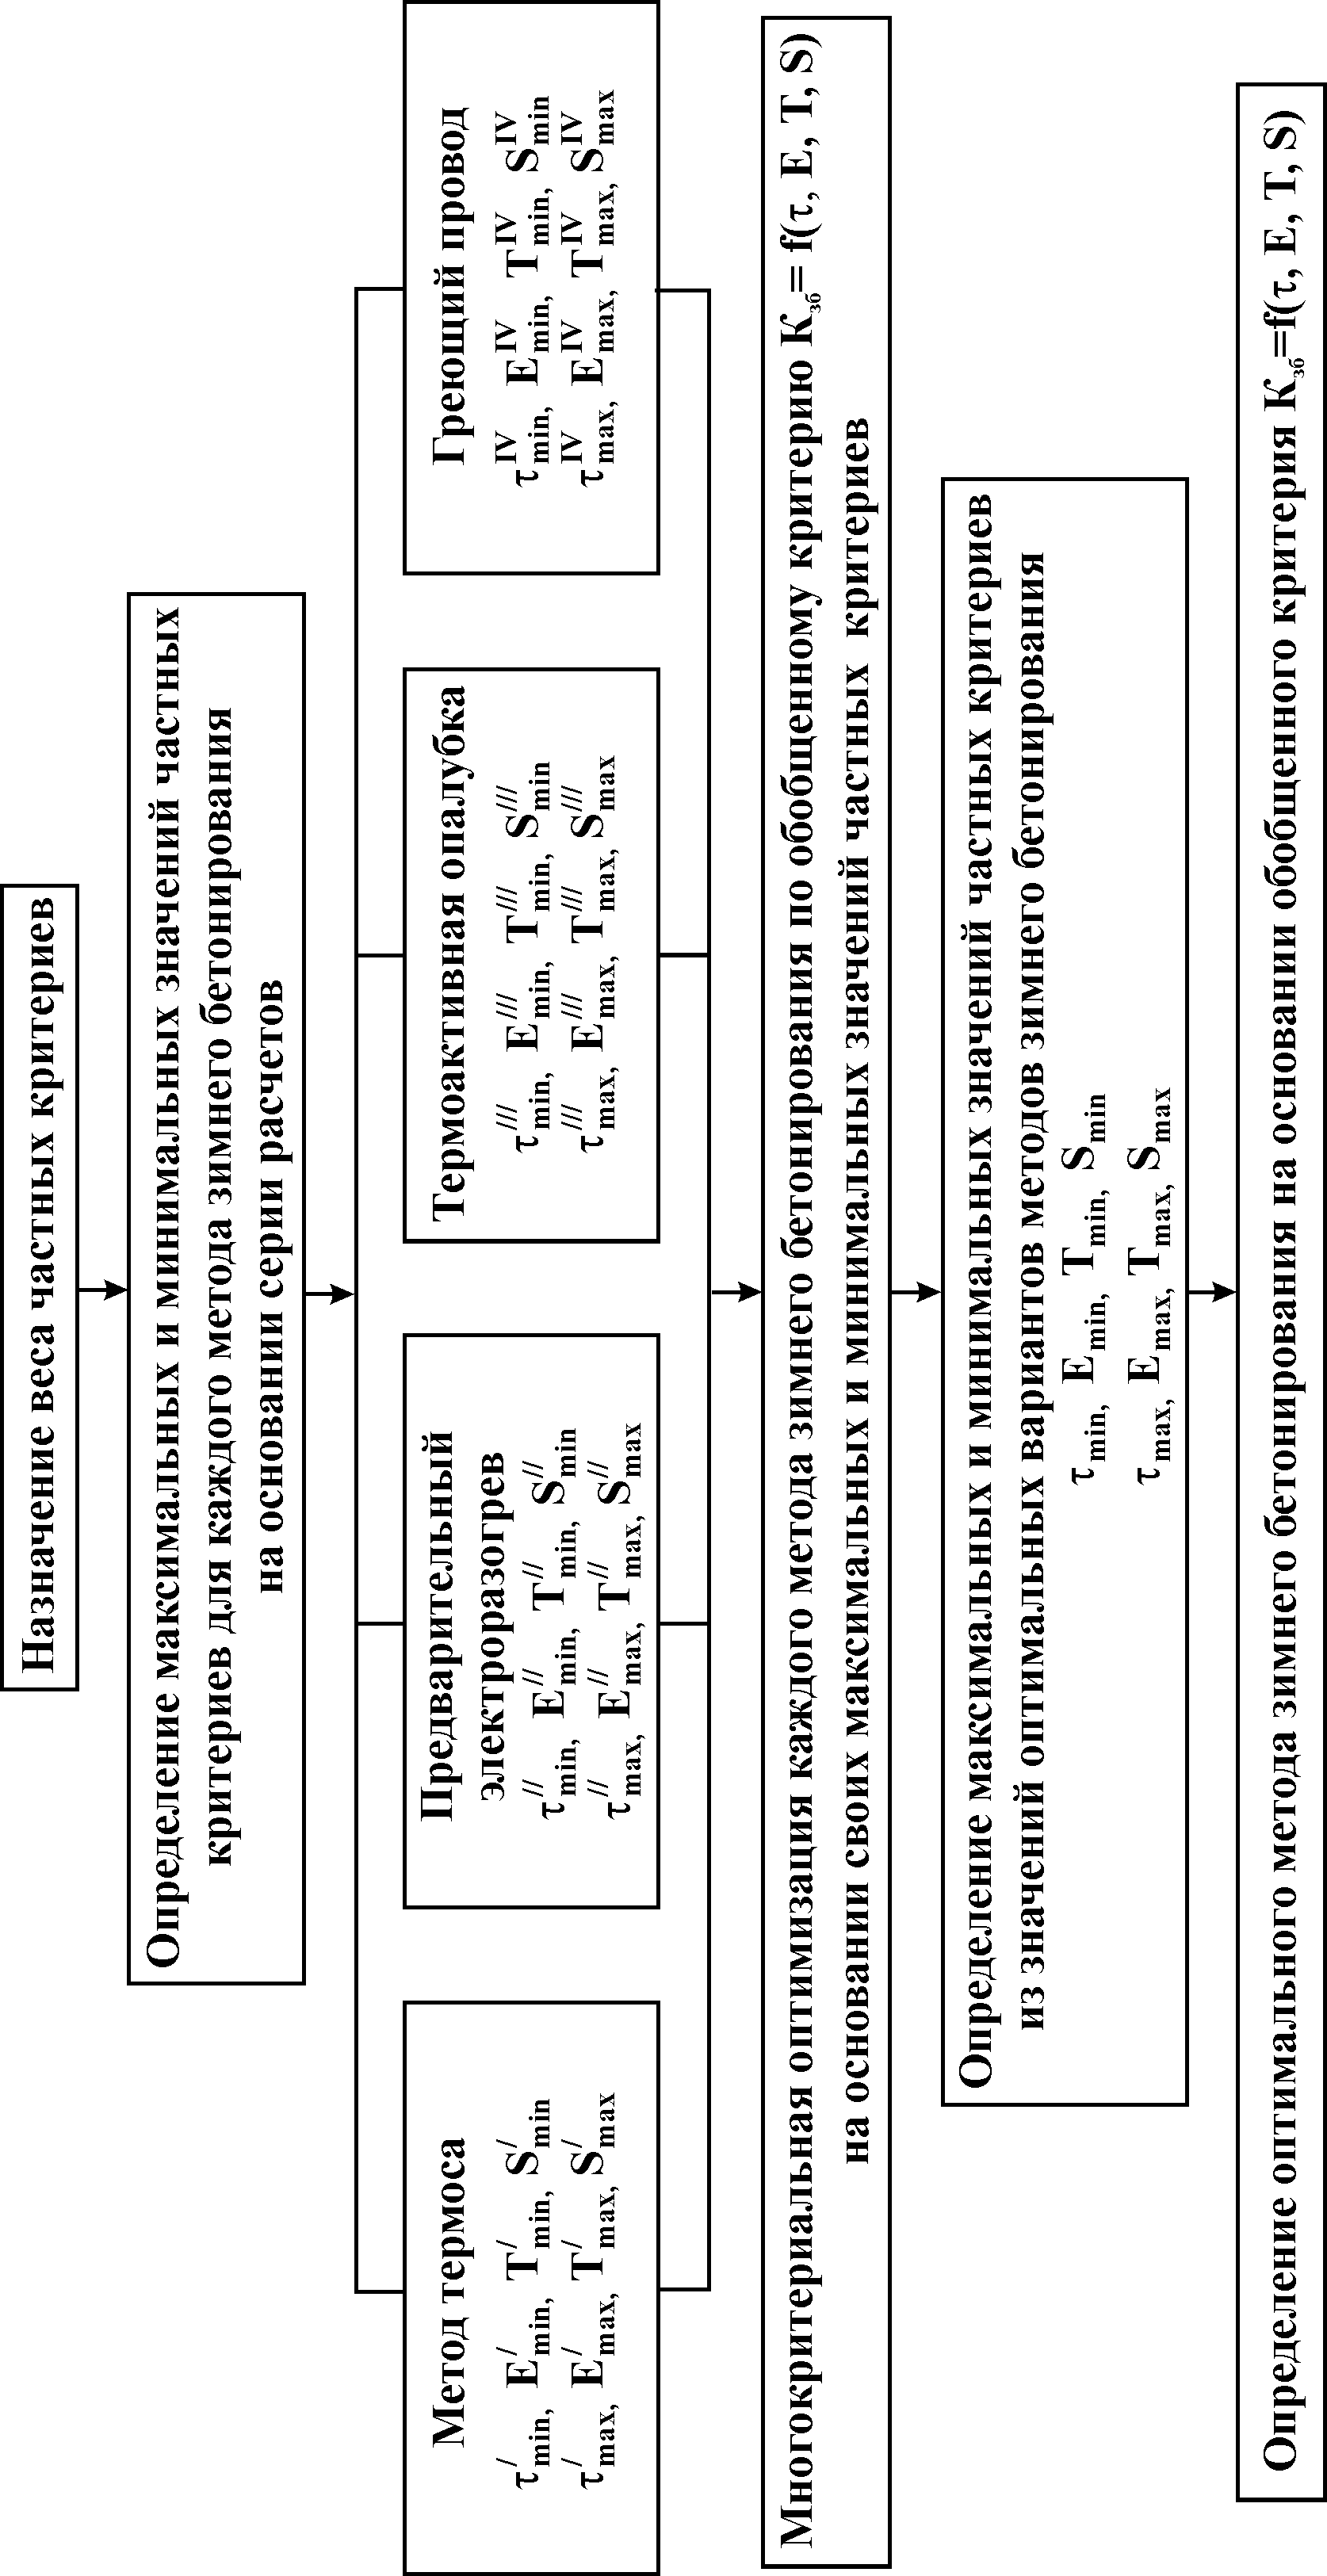 Назначение веса частных критериев
Определение максимальных и минимальных значений частных
критериев для каждого метода зимнего бетонирования
на основании серии расчетов
Метод термоса
τ′min, E′min, T′min, S′min
τ′max, E′max, T′max, S′max
Предварительный
электроразогрев
τ″min, E″min, T″min, S″min
τ″max, E″max, T″max, S″max
Термоактивная опалубка
τ‴min, E‴min, T‴min, S‴min
τ‴max, E‴max, T‴max, S‴max
Греющий провод
τIVmin, EIVmin, TIVmin, SIVmin
τIVmax, EIVmax, TIVmax, SIVmax
Многокритериальная оптимизация каждого метода зимнего бетонирования по обобщенному критерию Кзб= f(τ, E, T, S)
на основании своих максимальных и минимальных значений частных критериев
Определение максимальных и минимальных значений частных критериев
из значений оптимальных вариантов методов зимнего бетонирования
τmin, Emin, Tmin, Smin
τmax, Emax, Tmax, Smax
Определение оптимального метода зимнего бетонирования на основании обобщенного критерия Кзб=f(τ, E, T, S)